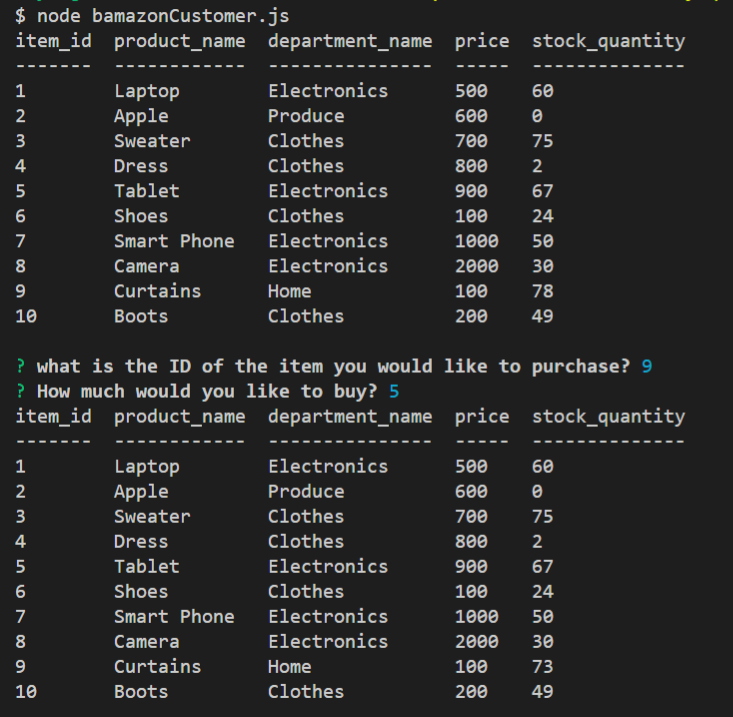 $ node bamazonCustomer.js
item_id  product_name  department_name  price  stock_quantity
-------  ------------  ---------------  -----  --------------
1        Laptop        Electronics      500    60
2        Apple         Produce          600    0
3        Sweater       Clothes          700    75
4        Dress         Clothes          800    2
5        Tablet        Electronics      900    67
6        Shoes         Clothes          100    24
7        Smart Phone   Electronics      1000   50
8        Camera        Electronics      2000   30
9        Curtains      Home             100    78
10       Boots         Clothes          200    49
? what is the ID of the item you would like to purchase? 9
? How much would you like to buy? 5
item_id  product_name  department_name  price  stock_quantity
-------  ------------  ---------------  -----  --------------
1        Laptop        Electronics      500    60
2        Apple         Produce          600    0
3        Sweater       Clothes          700    75
4        Dress         Clothes          800    2
5        Tablet        Electronics      900    67
6        Shoes         Clothes          100    24
7        Smart Phone   Electronics      1000   50
8        Camera        Electronics      2000   30
9        Curtains      Home             100    73
10       Boots         Clothes          200    49